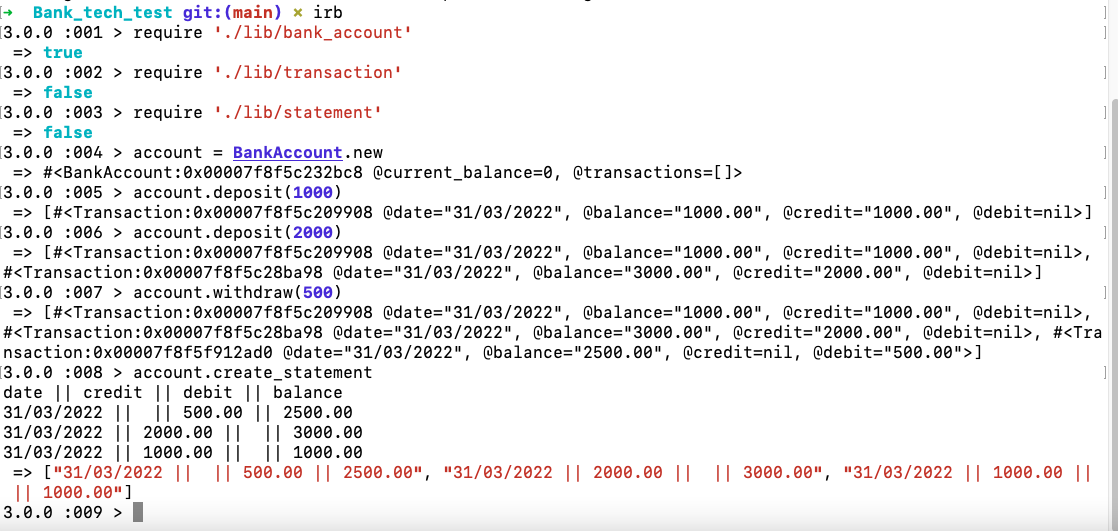 → Bank_tech_test git:(main) × irb
[3.0.0 :001 > require './lib/bank_account' ]
=> true
[3.0.0 :002 > require './lib/transaction' ]
=> false
[3.0.0 :003 > require './lib/statement' ]
=> false
[3.0.0 :004 > account = BankAccount.new ]
=> #<BankAccount:0x00007f8f5c232bc8 @current_balance=0, @transactions=[]>
[3.0.0 :005 > account.deposit(1000) ]
=> [#<Transaction:0x00007f8f5c209908 @date="31/03/2022", @balance="1000.00", @credit="1000.00", @debit=nil>]
[3.0.0 :006 > account.deposit(2000) ]
=> [#<Transaction:0x00007f8f5c209908 @date="31/03/2022", @balance="1000.00", @credit="1000.00", @debit=nil>,
#<Transaction:0x00007f8f5c28ba98 @date="31/03/2022", @balance="3000.00", @credit="2000.00", @debit=nil>]
[3.0.0 :007 > account.withdraw(500) ]
=> [#<Transaction:0x00007f8f5c209908 @date="31/03/2022", @balance="1000.00", @credit="1000.00", @debit=nil>,
#<Transaction:0x00007f8f5c28ba98 @date="31/03/2022", @balance="3000.00", @credit="2000.00", @debit=nil>, #<Tra
nsaction:0x00007f8f5f912ad0 @date="31/03/2022", @balance="2500.00", @credit=nil, @debit="500.00">]
[3.0.0 :008 > account.create_statement ]
date || credit || debit || balance
31/03/2022 ||  || 500.00 || 2500.00
31/03/2022 || 2000.00 ||  || 3000.00
31/03/2022 || 1000.00 ||  || 1000.00
=> ["31/03/2022 ||  || 500.00 || 2500.00", "31/03/2022 || 2000.00 ||  || 3000.00", "31/03/2022 || 1000.00 ||
|| 1000.00"]
3.0.0 :009 >